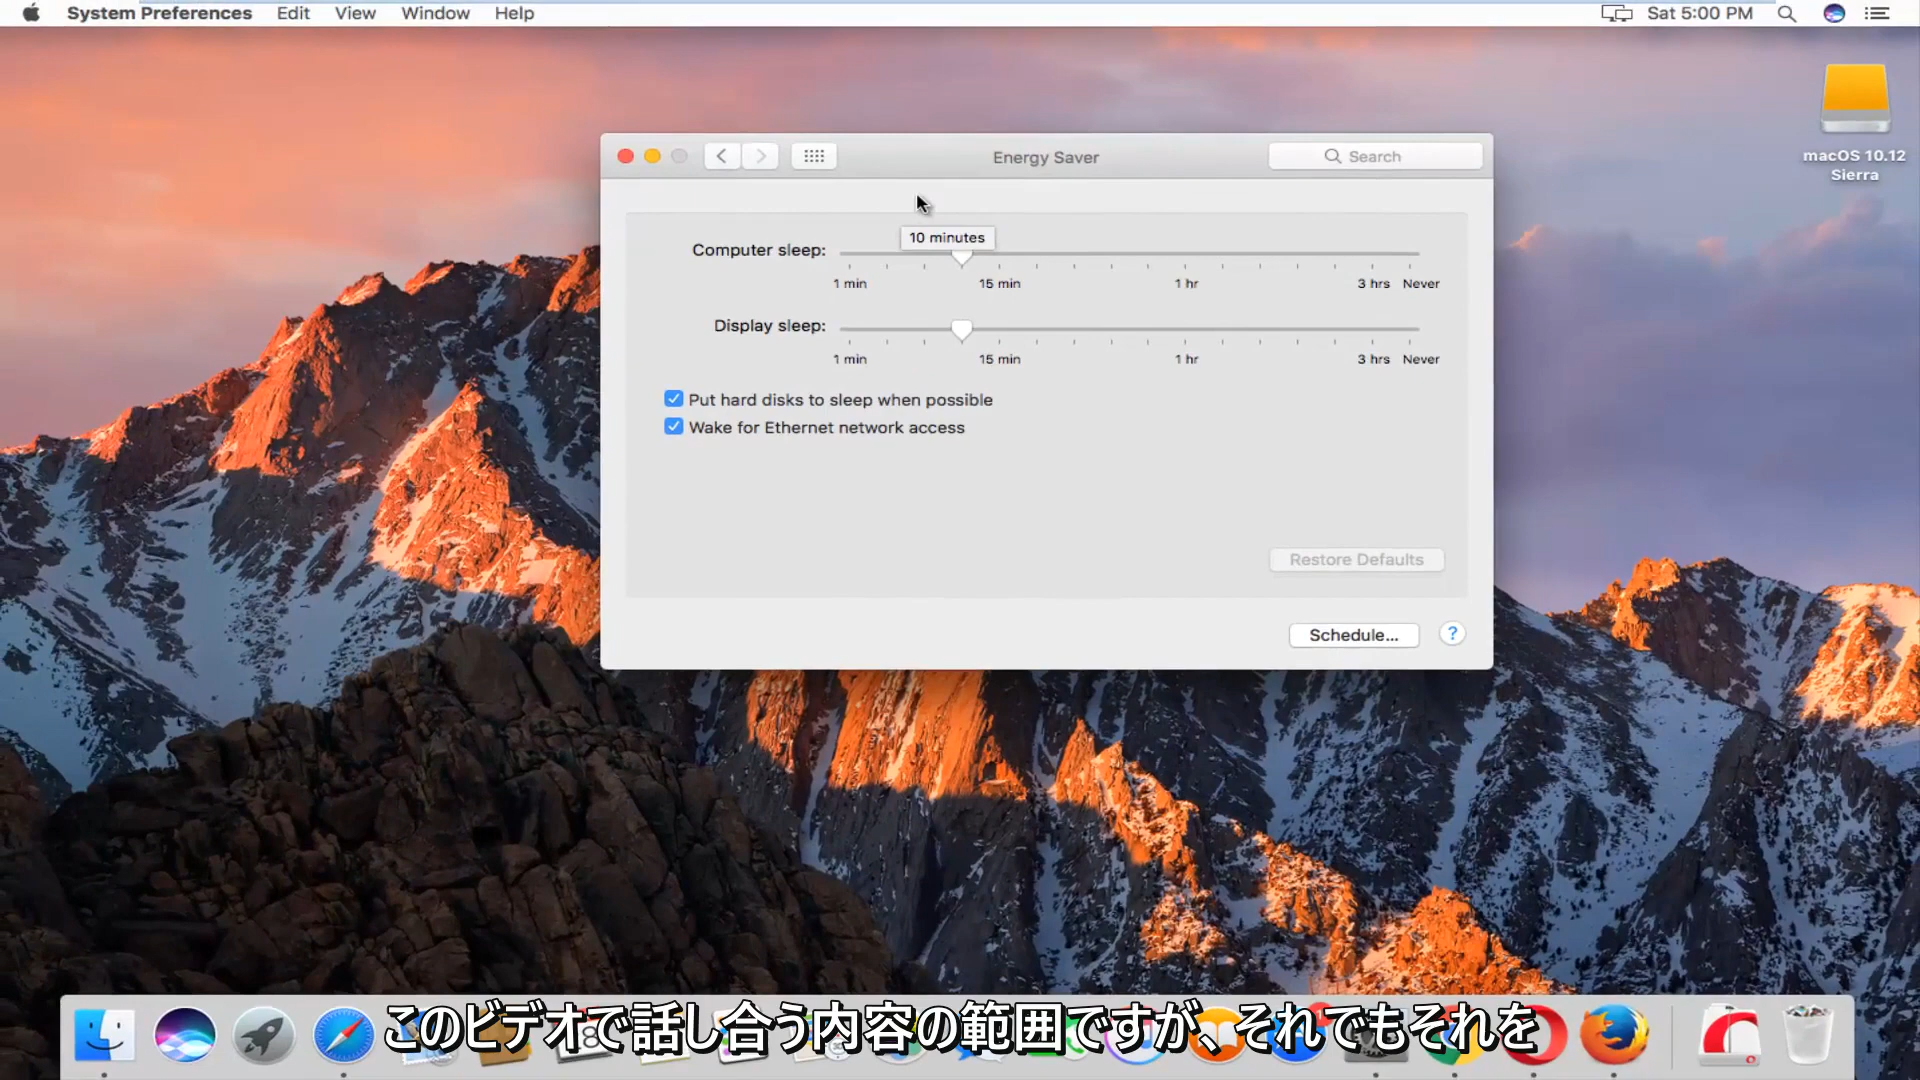 System Preferences Edit View Window Help Sat 5:00 PM
macOS 10.12
Sierra
Energy Saver
Search
10 minutes
Computer sleep:
1 min 15 min 1 hr 3 hrs Never
Display sleep:
1 min 15 min 1 hr 3 hrs Never
Put hard disks to sleep when possible
Wake for Ethernet network access
Restore Defaults
Schedule...
?
このビデオで話し合う内容の範囲ですが、それでもそれを